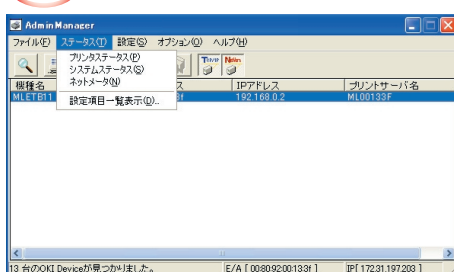 AdminManager
ファイル(F) ステータス(T) 設定(S) オプション(O) ヘルプ(H)
プリンタステータス(P)
システムステータス(S)
ネットメータ(N)
設定項目一覧表示(D)...
機種名 ス IPアドレス プリントサーバ名
MLETB11 3f 192.168.0.2 ML00133F
13 台のOKI Deviceが見つかりました。 E/A [ 00:80:92:00:13:3f ] IP[ 172.31.197.203 ]